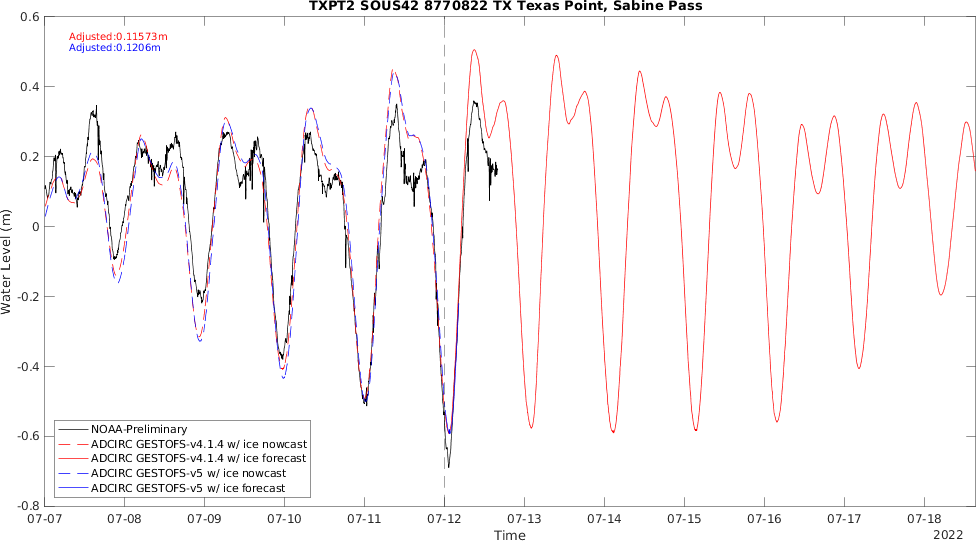 TXPT2 SOUS42 8770822 TX Texas Point, Sabine Pass
Adjusted:0.11573m
Adjusted:0.1206m
0.6
0.4
0.2
0
-0.2
-0.4
-0.6
-0.8
Water Level (m)
NOAA-Preliminary
ADCIRC GESTOFS-v4.1.4 w/ ice nowcast
ADCIRC GESTOFS-v4.1.4 w/ ice forecast
ADCIRC GESTOFS-v5 w/ ice nowcast
ADCIRC GESTOFS-v5 w/ ice forecast
07-07 07-08 07-09 07-10 07-11 07-12 07-13 07-14 07-15 07-16 07-17 07-18
Time
2022